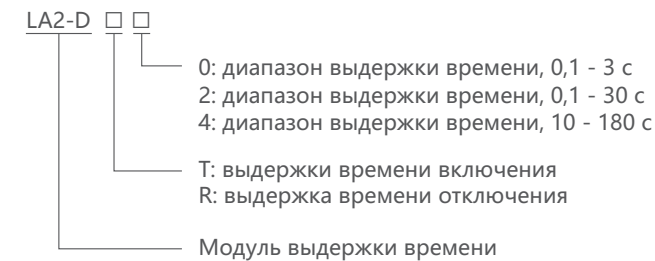 LA2-D □ □
0: диапазон выдержки времени, 0,1 - 3 с
2: диапазон выдержки времени, 0,1 - 30 с
4: диапазон выдержки времени, 10 - 180 с
T: выдержки времени включения
R: выдержка времени отключения
Модуль выдержки времени